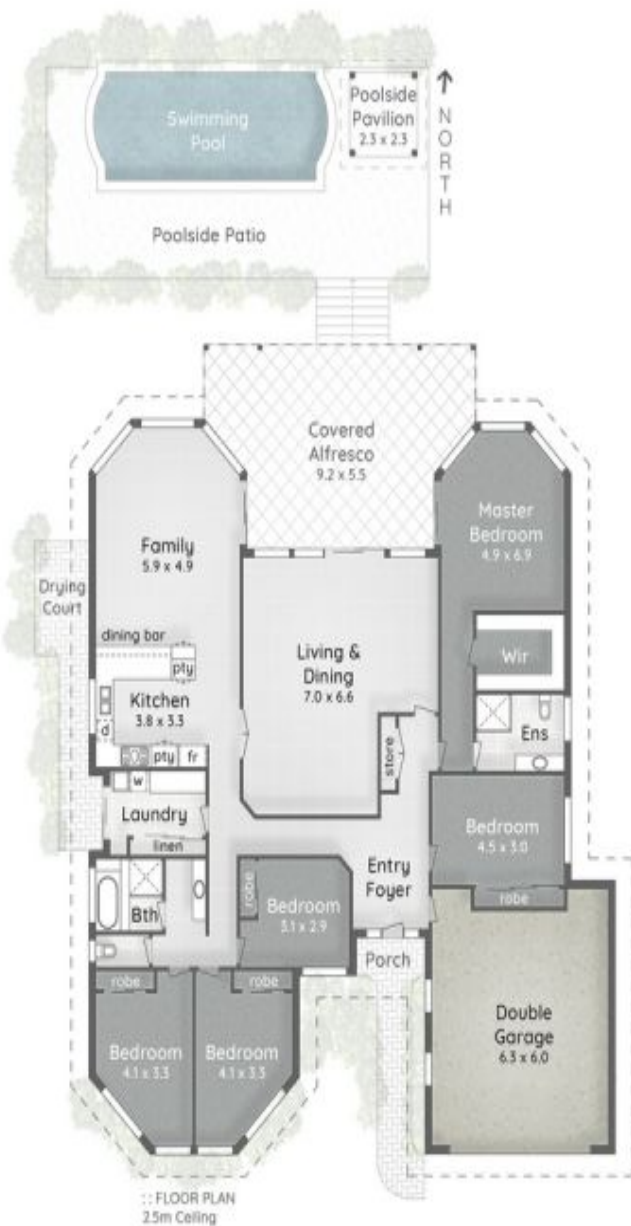 Swimming
Pool
Poolside
Pavilion
2.3 x 2.3
NORTH
Poolside Patio
Covered
Alfresco
9.2 x 5.5
Family
5.9 x 4.9
Master
Bedroom
4.9 x 6.9
Drying
Court
dining bar
pty
Living &
Dining
7.0 x 6.6
Wir
Kitchen
3.8 x 3.3
d
pty
fr
store
Ens
w
Laundry
linen
Bedroom
4.5 x 3.0
robe
Entry
Foyer
robe
Bedroom
3.1 x 2.9
Bth
Porch
robe
robe
Bedroom
4.1 x 3.3
Bedroom
4.1 x 3.3
Double
Garage
6.3 x 6.0
:: FLOOR PLAN
2.5m Ceiling